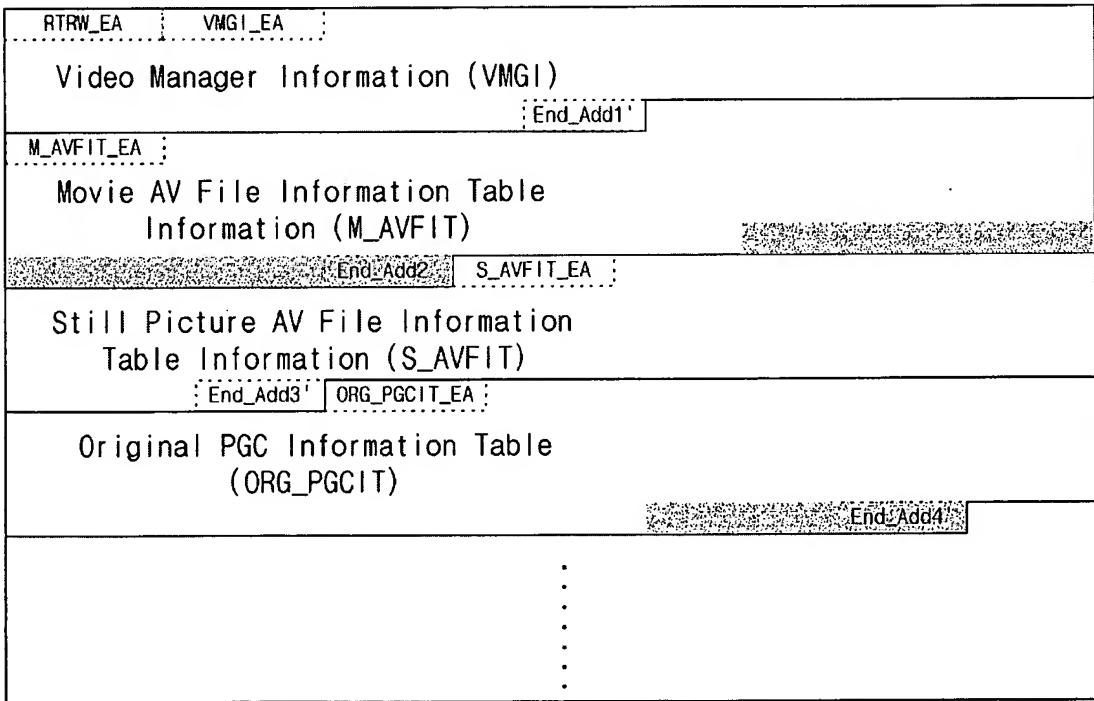 RTRW_EA VMGI_EA
Video Manager Information (VMGI)
End_Add1'
M_AVFIT_EA
Movie AV File Information Table
Information (M_AVFIT)
End_Add2' S_AVFIT_EA
Still Picture AV File Information
Table Information (S_AVFIT)
End_Add3' ORG_PGCIT_EA
Original PGC Information Table
(ORG_PGCIT)
End_Add4'